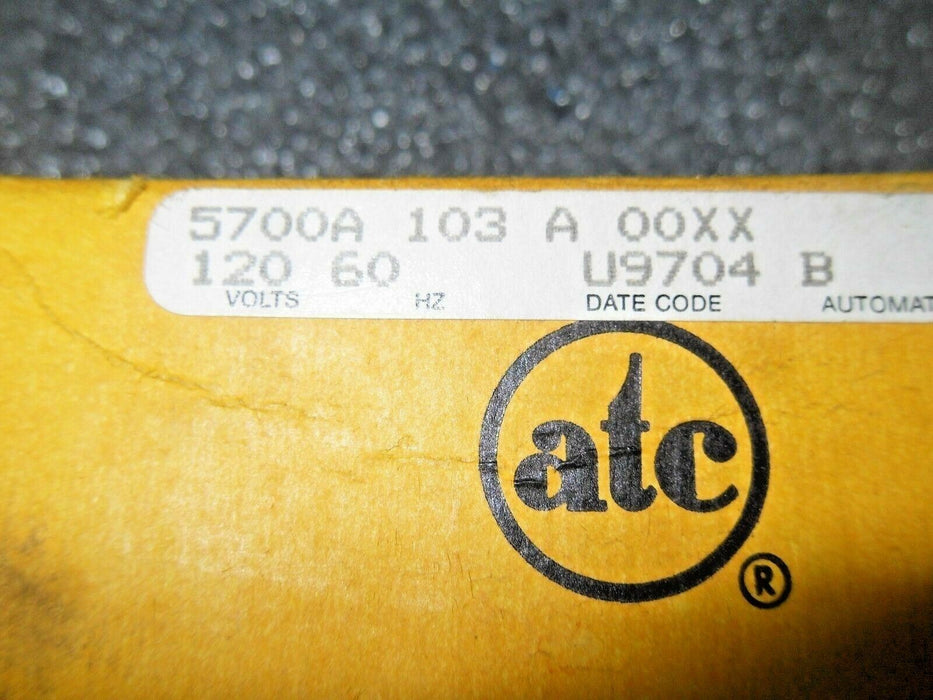 5700A 103 A 00XX
120 60 U9704 B
VOLTS HZ DATE CODE AUTOMAT
atc
®